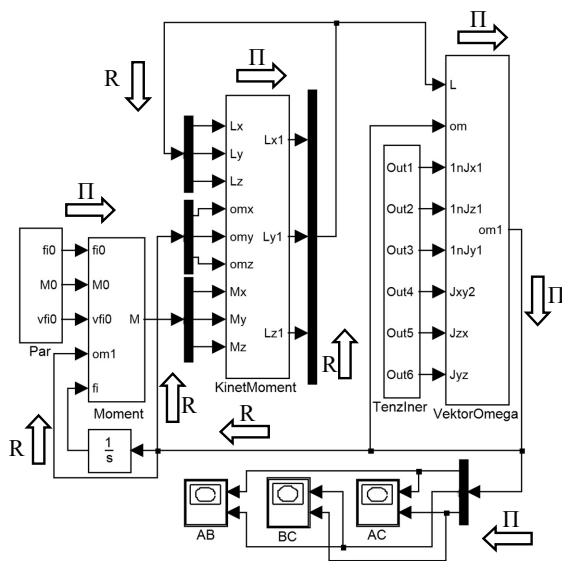 Π
Π
R
L
Lx
Lx1
om
Ly
Lz
Out1
1nJx1
Π
omx
Out2
1nJz1
fi0
fi0
omy
Ly1
om1
Out3
1nJy1
M0
M0
omz
Out4
Jxy2
Π
vfi0
vfi0
M
Mx
My
Lz1
Out5
Jzx
Par
om1
Mz
R
fi
KinetMoment
Out6
Jyz
Moment
R
TenzIner
VektorOmega
R
R
1
s
AB
BC
AC
Π